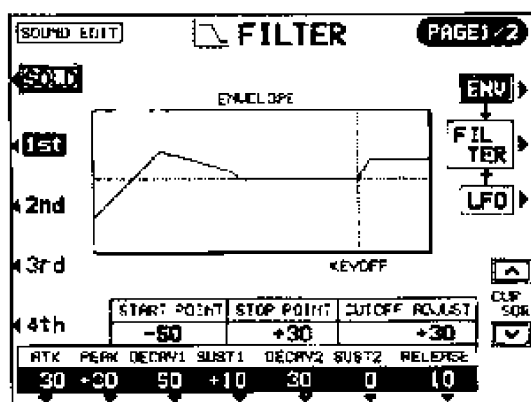 SOUND EDIT FILTER PAGE1/2
SOLO
ENVELOPE
ENV
1st
FIL
TER
2nd
LFO
3rd
KEYOFF
CUR
SOR
START POINT STOP POINT CUTOFF ADJUST
4th
-50 +30 +30
ATK PEAK DECAY1 SUST1 DECAY2 SUST2 RELEASE
30 50 +10 30 0 10